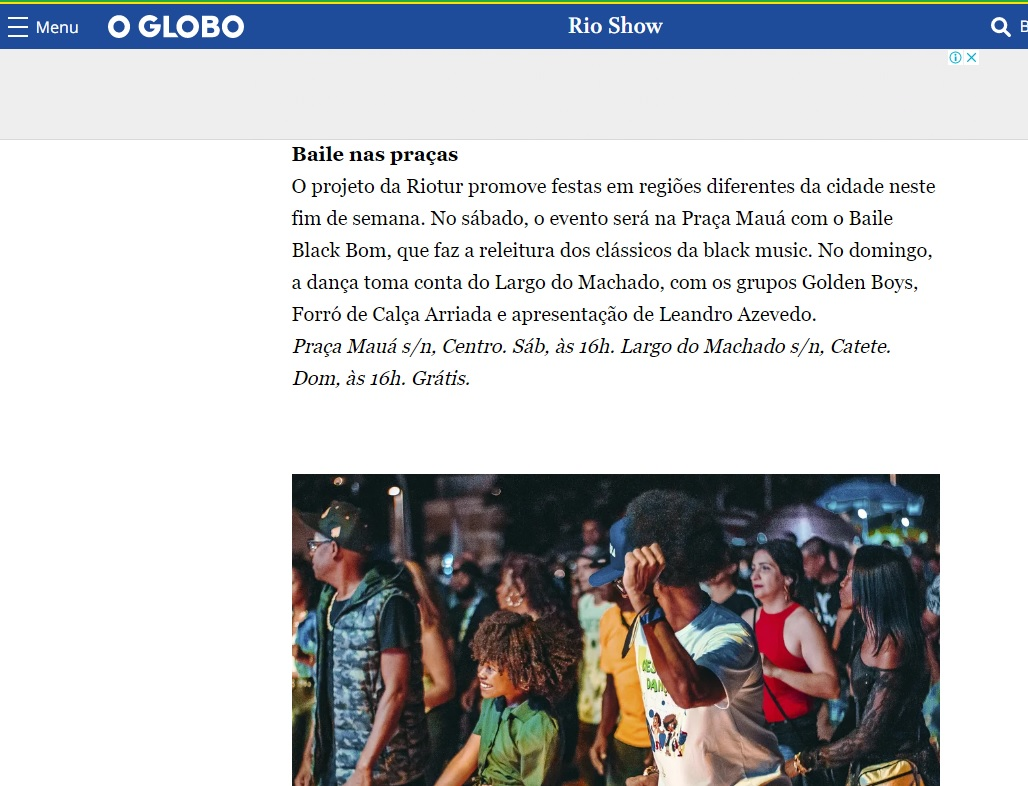 Menu O GLOBO Rio Show B
Baile nas praças
O projeto da Riotur promove festas em regiões diferentes da cidade neste
fim de semana. No sábado, o evento será na Praça Mauá com o Baile
Black Bom, que faz a releitura dos clássicos da black music. No domingo,
a dança toma conta do Largo do Machado, com os grupos Golden Boys,
Forró de Calça Arriada e apresentação de Leandro Azevedo.
Praça Mauá s/n, Centro. Sáb, às 16h. Largo do Machado s/n, Catete.
Dom, às 16h. Grátis.